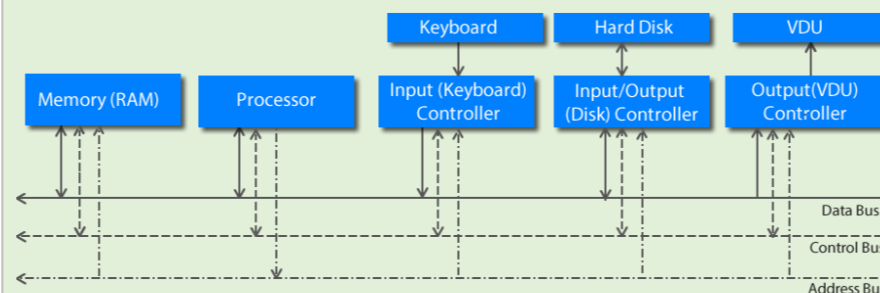 Keyboard
Hard Disk
VDU
Memory (RAM)
Processor
Input (Keyboard)
Controller
Input/Output
(Disk) Controller
Output(VDU)
Controller
Data Bus
Control Bus
Address Bu